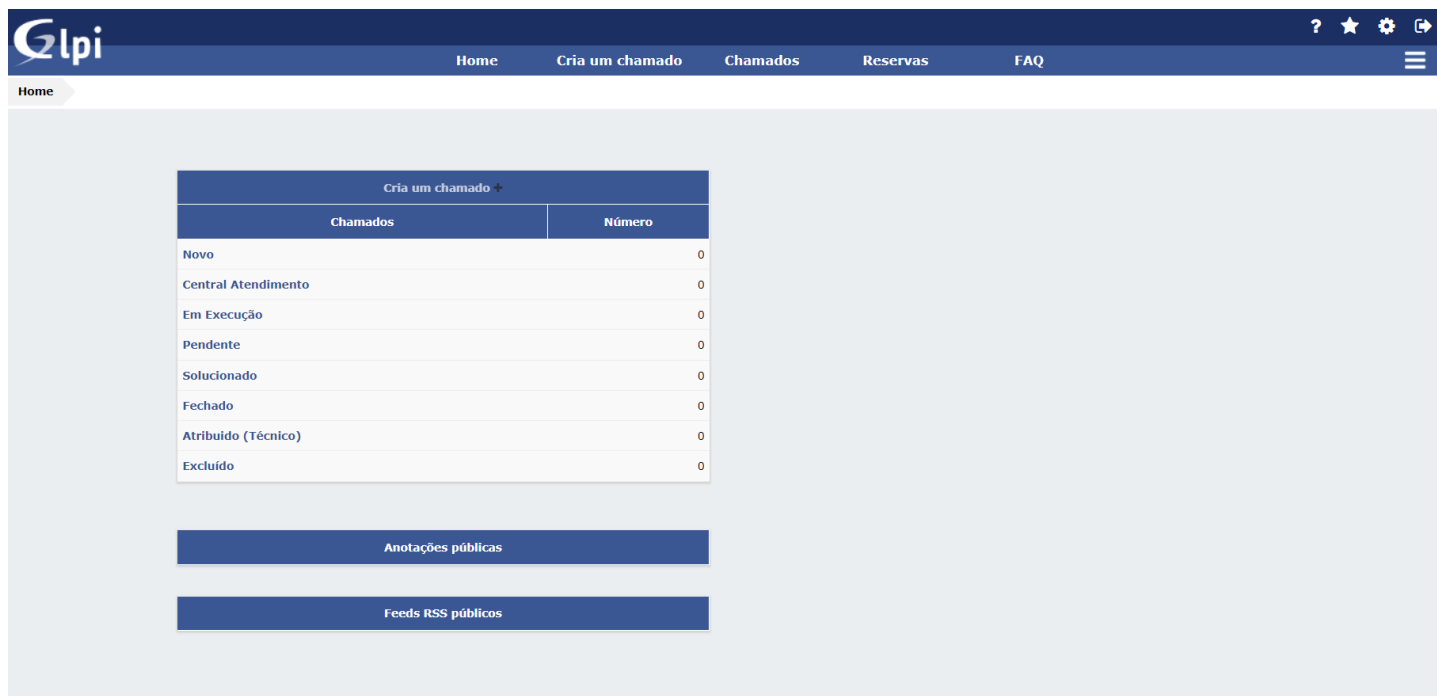 Glpi
Home Cria um chamado Chamados Reservas FAQ
Home
Cria um chamado +
Chamados Número
Novo 0
Central Atendimento 0
Em Execução 0
Pendente 0
Solucionado 0
Fechado 0
Atribuido (Técnico) 0
Excluído 0
Anotações públicas
Feeds RSS públicos